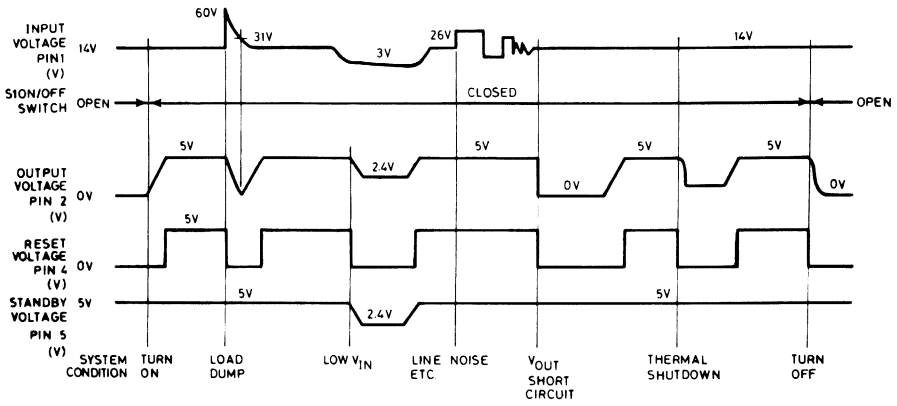 60V
INPUT
VOLTAGE
PIN1
(V)
14V
31V
3V
26V
14V
S1ON/OFF
SWITCH
OPEN
CLOSED
OPEN
OUTPUT
VOLTAGE
PIN 2
(V)
0V
5V
2.4V
5V
0V
5V
5V
0V
RESET
VOLTAGE
PIN 4
(V)
0V
5V
STANDBY
VOLTAGE
PIN 5
(V)
5V
5V
2.4V
5V
SYSTEM
CONDITION
TURN
ON
LOAD
DUMP
LOW VIN
LINE NOISE
ETC.
VOUT
SHORT
CIRCUIT
THERMAL
SHUTDOWN
TURN
OFF